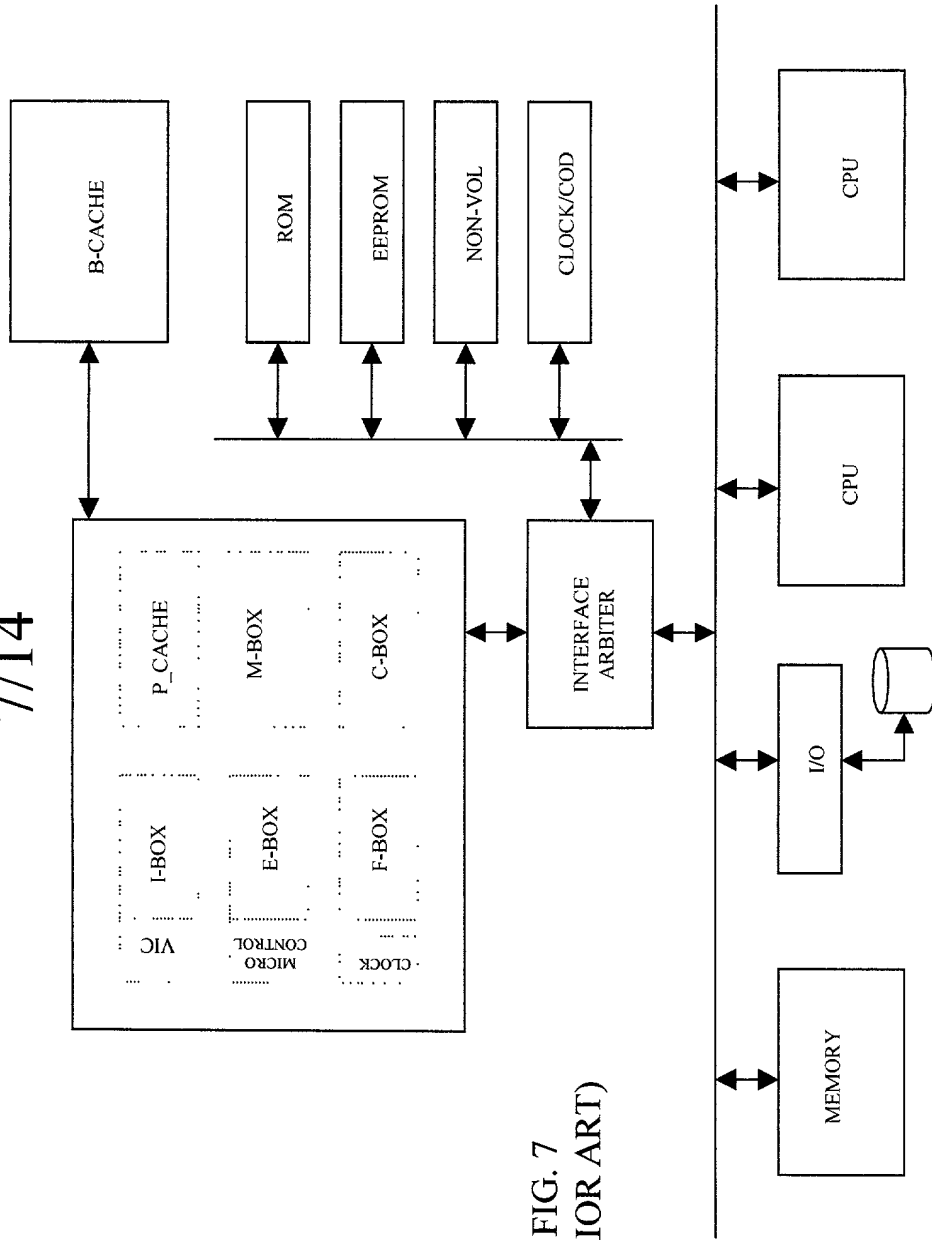 7/14
B-CACHE
P_CACHE
M-BOX
C-BOX
I-BOX
E-BOX
F-BOX
VIC
MICRO
CONTROL
CLOCK
ROM
EEPROM
NON-VOL
CLOCK/COD
INTERFACE
ARBITER
MEMORY
I/O
CPU
CPU
FIG. 7
IOR ART)